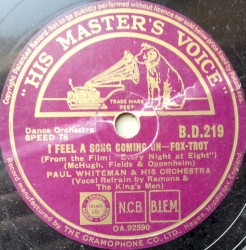 "HIS MASTER'S VOICE"
TRADE MARK
REGD.
Dance Orchestra
SPEED 78
B.D.219
I FEEL A SONG COMING ON—FOX-TROT
(From the Film: "Every Night at Eight")
(McHugh, Fields & Oppenheim)
PAUL WHITEMAN & HIS ORCHESTRA
(Vocal Refrain by Ramona &
The King's Men)
N.C.B.
B.I.E.M.
OA.92590
THE GRAMOPHONE CO. LTD.